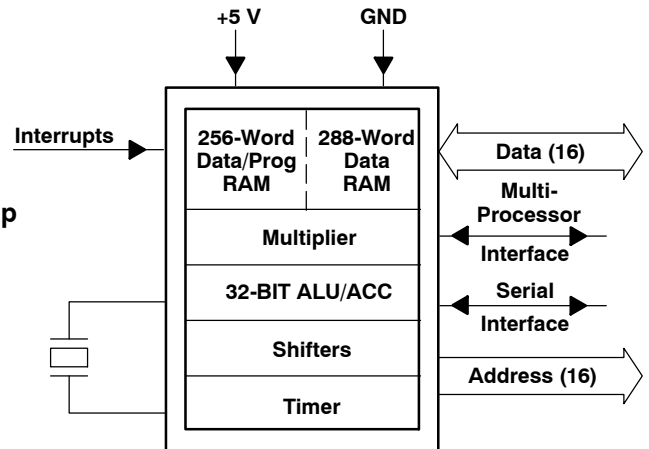 +5 V
GND
Interrupts
256-Word
Data/Prog
RAM
288-Word
Data
RAM
Data (16)
Multi-
Processor
Interface
p
Multiplier
32-BIT ALU/ACC
Serial
Interface
Shifters
Address (16)
Timer